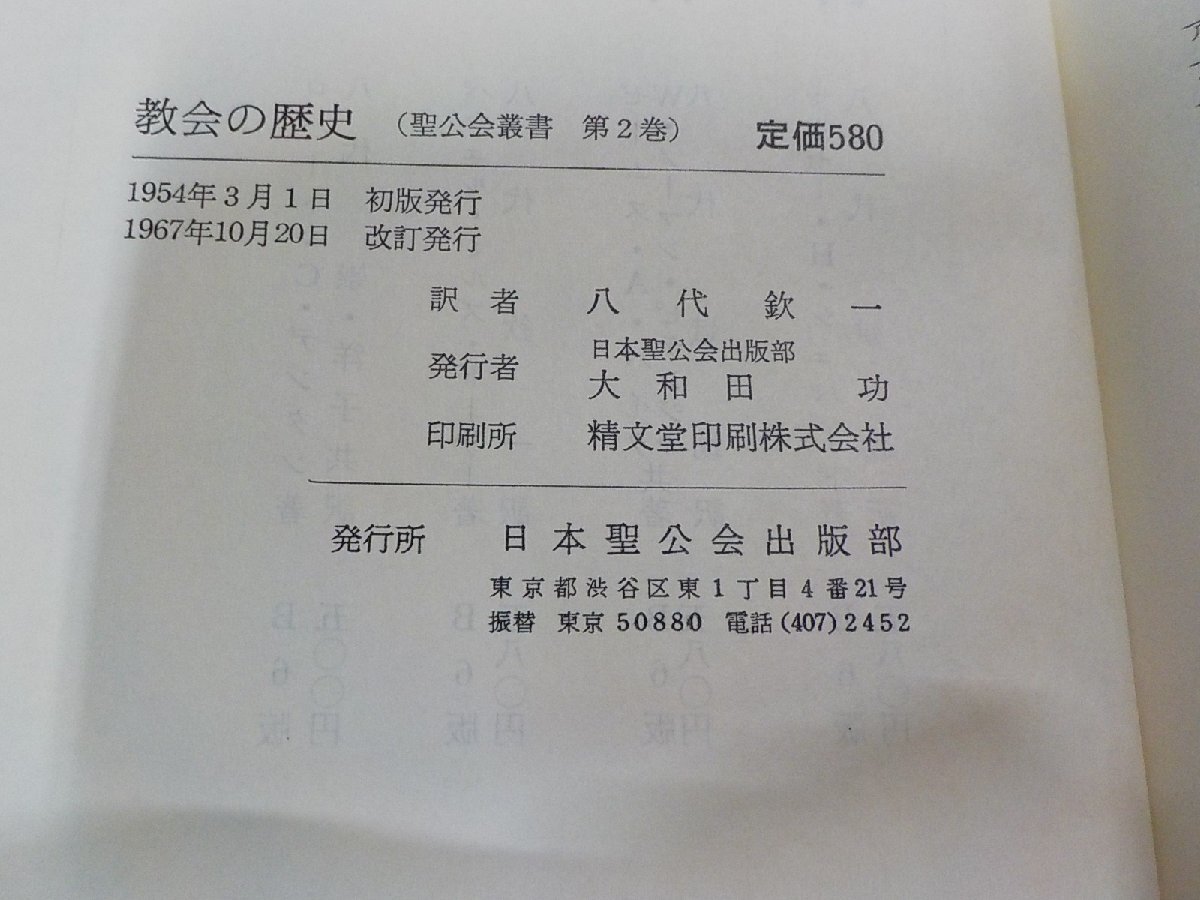 教会の歴史 （聖公会叢書 第2巻） 定価580
1954年3月1日 初版発行
1967年10月20日 改訂発行
訳者 八代欽一
発行者 日本聖公会出版部
大和田功
印刷所 精文堂印刷株式会社
発行所 日本聖公会出版部
東京都渋谷区東1丁目4番21号
振替 東京50880 電話(407)2452